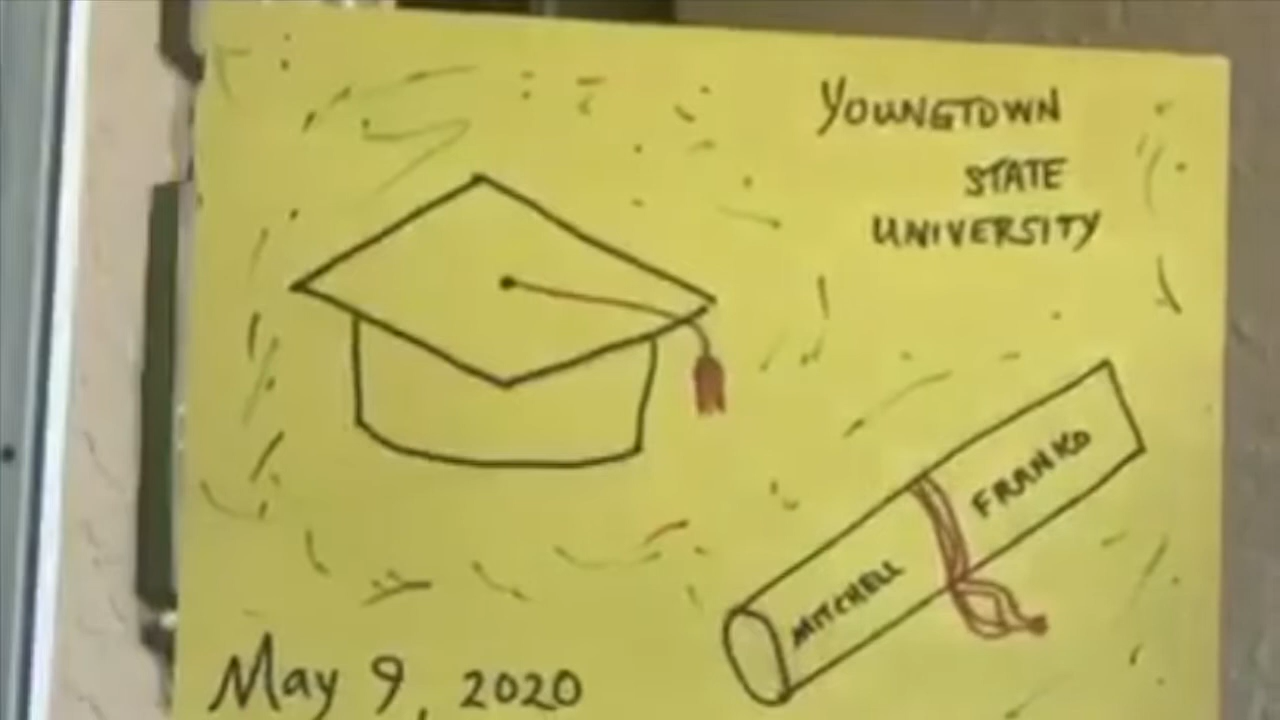 YOUNGTOWN
STATE
UNIVERSITY
MITCHELL FRANKO
May 9, 2020